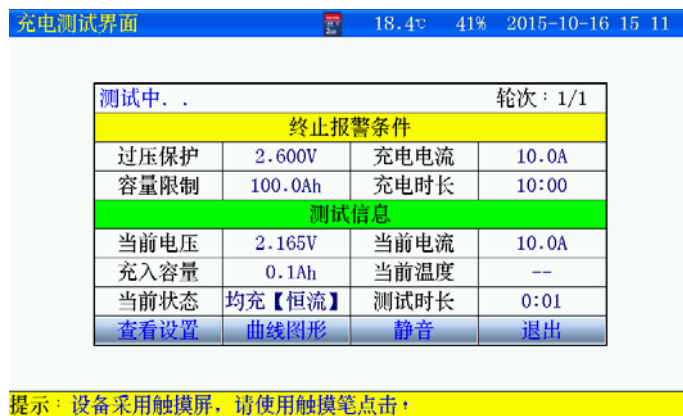 充电测试界面 18.4℃ 41% 2015-10-16 15 11
测试中. . 轮次：1/1
终止报警条件
过压保护 2.600V 充电电流 10.0A
容量限制 100.0Ah 充电时长 10:00
测试信息
当前电压 2.165V 当前电流 10.0A
充入容量 0.1Ah 当前温度 --
当前状态 均充【恒流】 测试时长 0:01
查看设置 曲线图形 静音 退出
提示：设备采用触摸屏，请使用触摸笔点击！